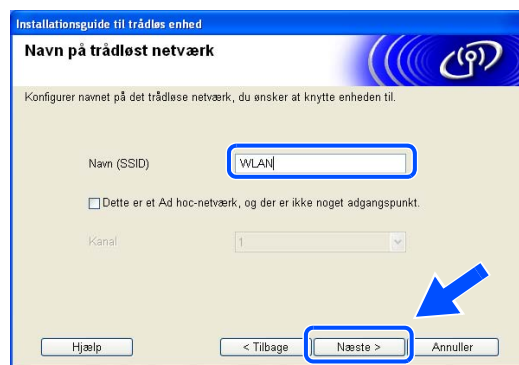 Installationsguide til trådløs enhed
Navn på trådløst netværk
Konfigurer navnet på det trådløse netværk, du ønsker at knytte enheden til.
Navn (SSID) WLAN
Dette er et Ad hoc-netværk, og der er ikke noget adgangspunkt.
Kanal 1
Hjælp < Tilbage Næste > Annuller